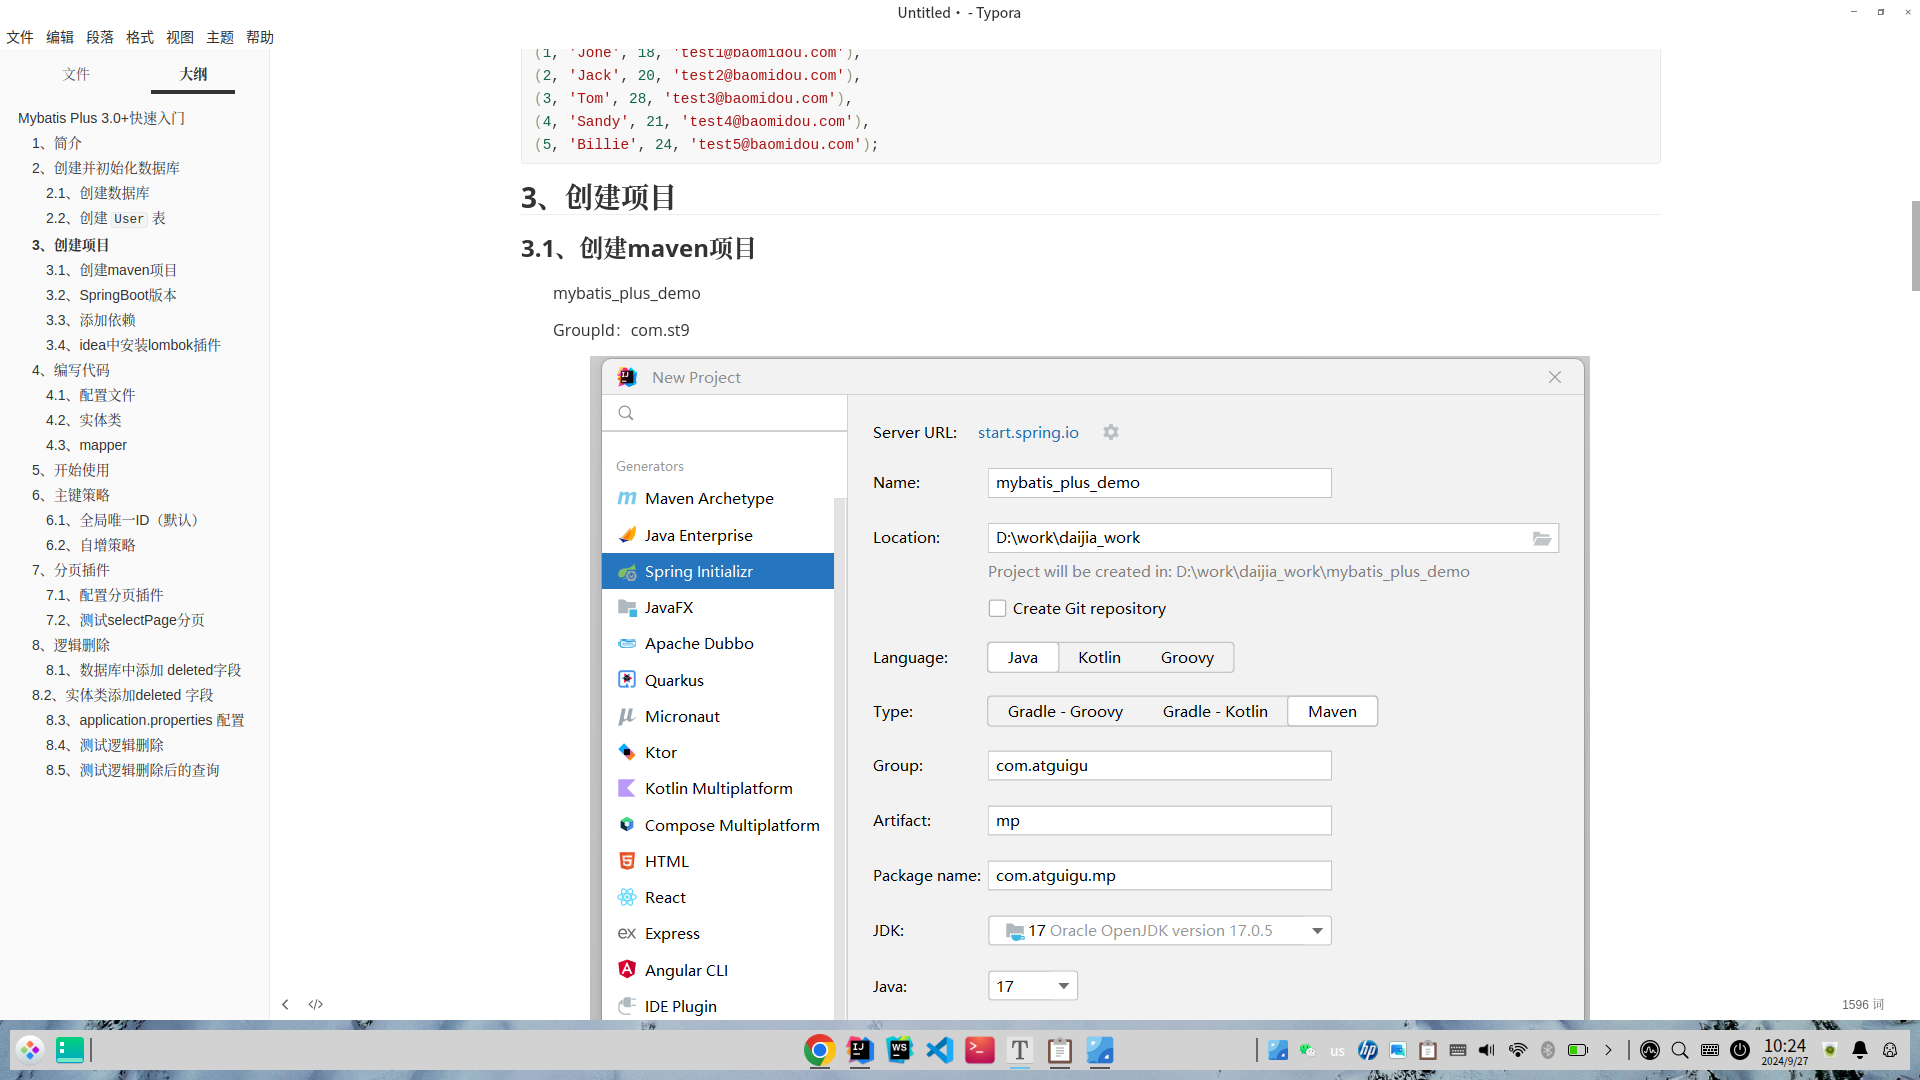 Untitled • - Typora
文件 编辑 段落 格式 视图 主题 帮助
文件 大纲
Mybatis Plus 3.0+快速入门
1、简介
2、创建并初始化数据库
2.1、创建数据库
2.2、创建 User 表
3、创建项目
3.1、创建maven项目
3.2、SpringBoot版本
3.3、添加依赖
3.4、idea中安装lombok插件
4、编写代码
4.1、配置文件
4.2、实体类
4.3、mapper
5、开始使用
6、主键策略
6.1、全局唯一ID（默认）
6.2、自增策略
7、分页插件
7.1、配置分页插件
7.2、测试selectPage分页
8、逻辑删除
8.1、数据库中添加 deleted字段
8.2、实体类添加deleted 字段
8.3、application.properties 配置
8.4、测试逻辑删除
8.5、测试逻辑删除后的查询
(1, 'Jone', 18, 'test1@baomidou.com'),
(2, 'Jack', 20, 'test2@baomidou.com'),
(3, 'Tom', 28, 'test3@baomidou.com'),
(4, 'Sandy', 21, 'test4@baomidou.com'),
(5, 'Billie', 24, 'test5@baomidou.com');
3、创建项目
3.1、创建maven项目
mybatis_plus_demo
GroupId：com.st9
New Project
Generators
Maven Archetype
Java Enterprise
Spring Initializr
JavaFX
Apache Dubbo
Quarkus
Micronaut
Ktor
Kotlin Multiplatform
Compose Multiplatform
HTML
React
Express
Angular CLI
IDE Plugin
Server URL: start.spring.io
Name: mybatis_plus_demo
Location: D:\work\daijia_work
Project will be created in: D:\work\daijia_work\mybatis_plus_demo
Create Git repository
Language: Java Kotlin Groovy
Type: Gradle - Groovy Gradle - Kotlin Maven
Group: com.atguigu
Artifact: mp
Package name: com.atguigu.mp
JDK: 17 Oracle OpenJDK version 17.0.5
Java: 17
1596 词
us
10:24
2024/9/27